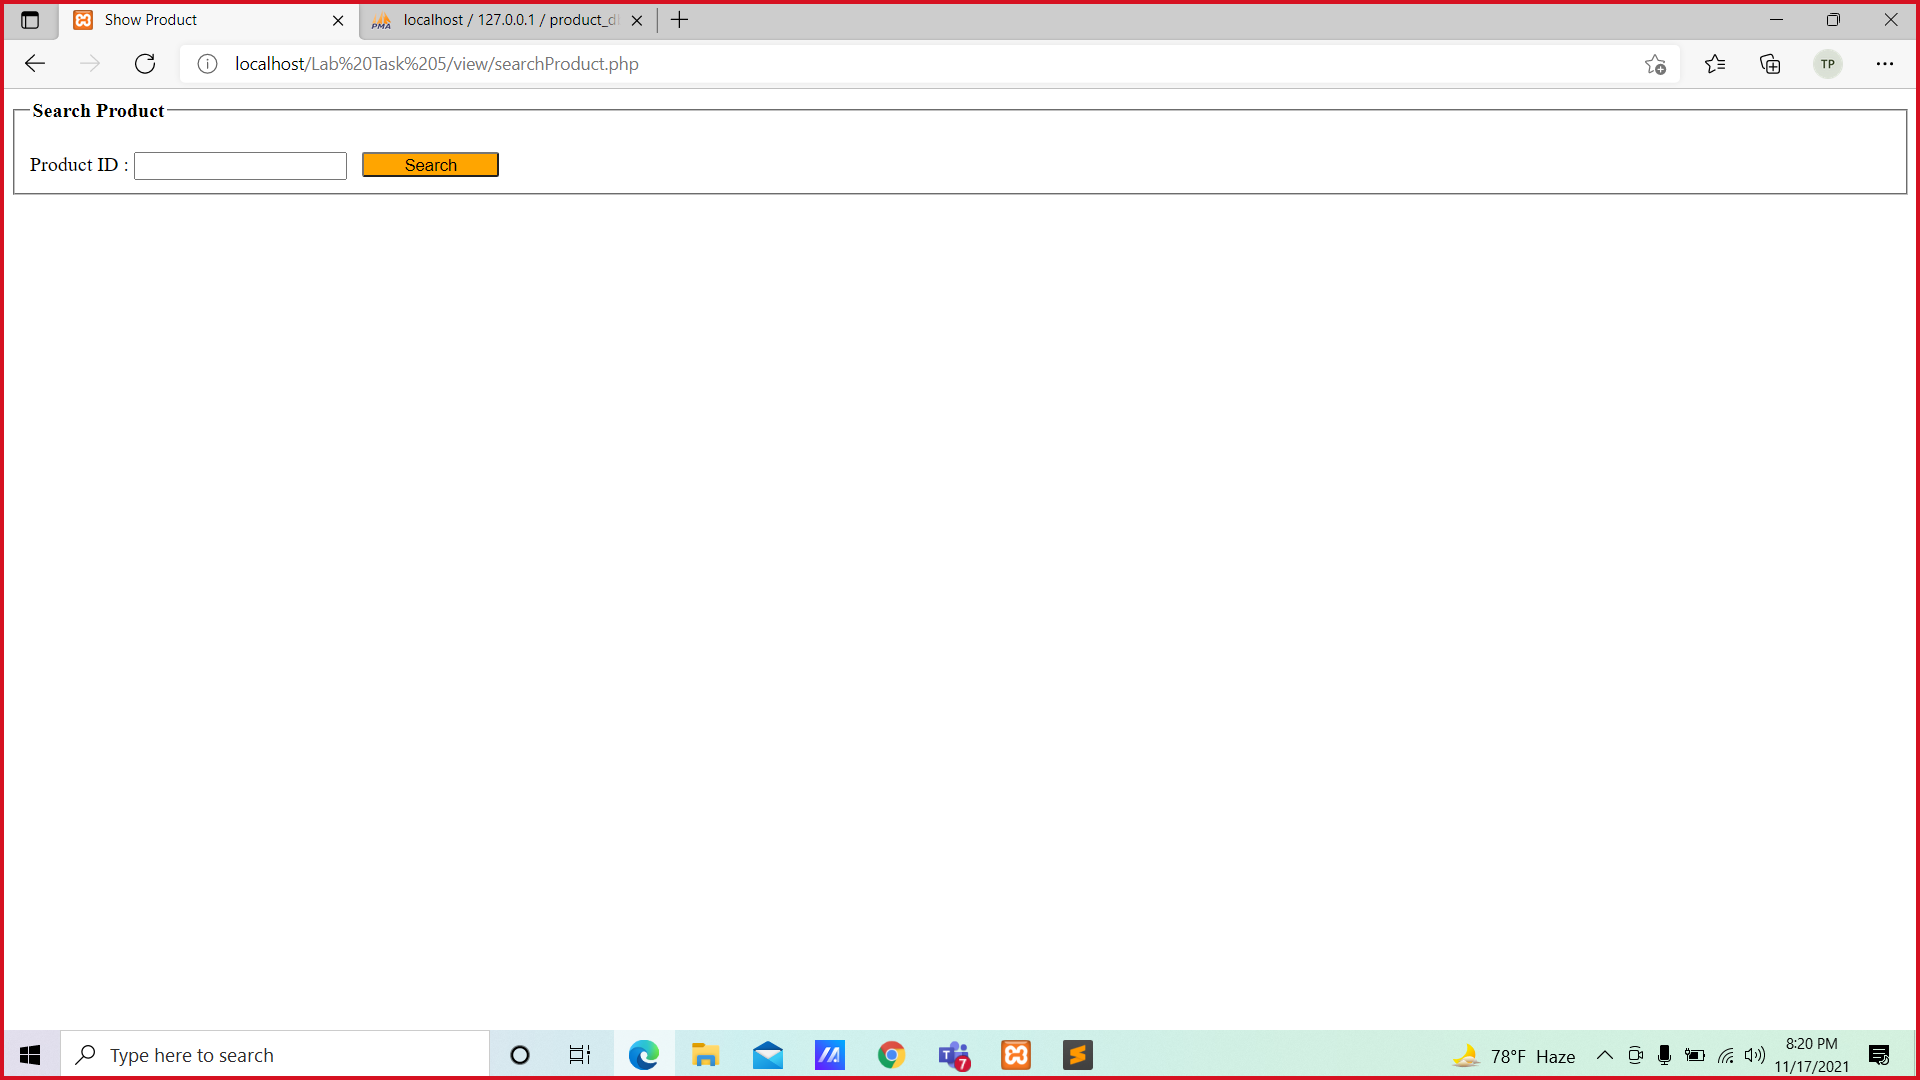 Show Product
localhost / 127.0.0.1 / product_d
localhost/Lab%20Task%205/view/searchProduct.php
TP
Search Product
Product ID :
Search
Type here to search
7
78°F Haze
8:20 PM
11/17/2021